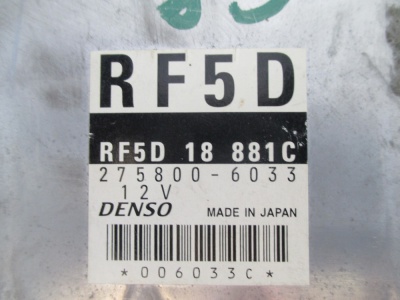 RF5D
RF5D 18 881C
275800-6033
12V
DENSO MADE IN JAPAN
*006033C*